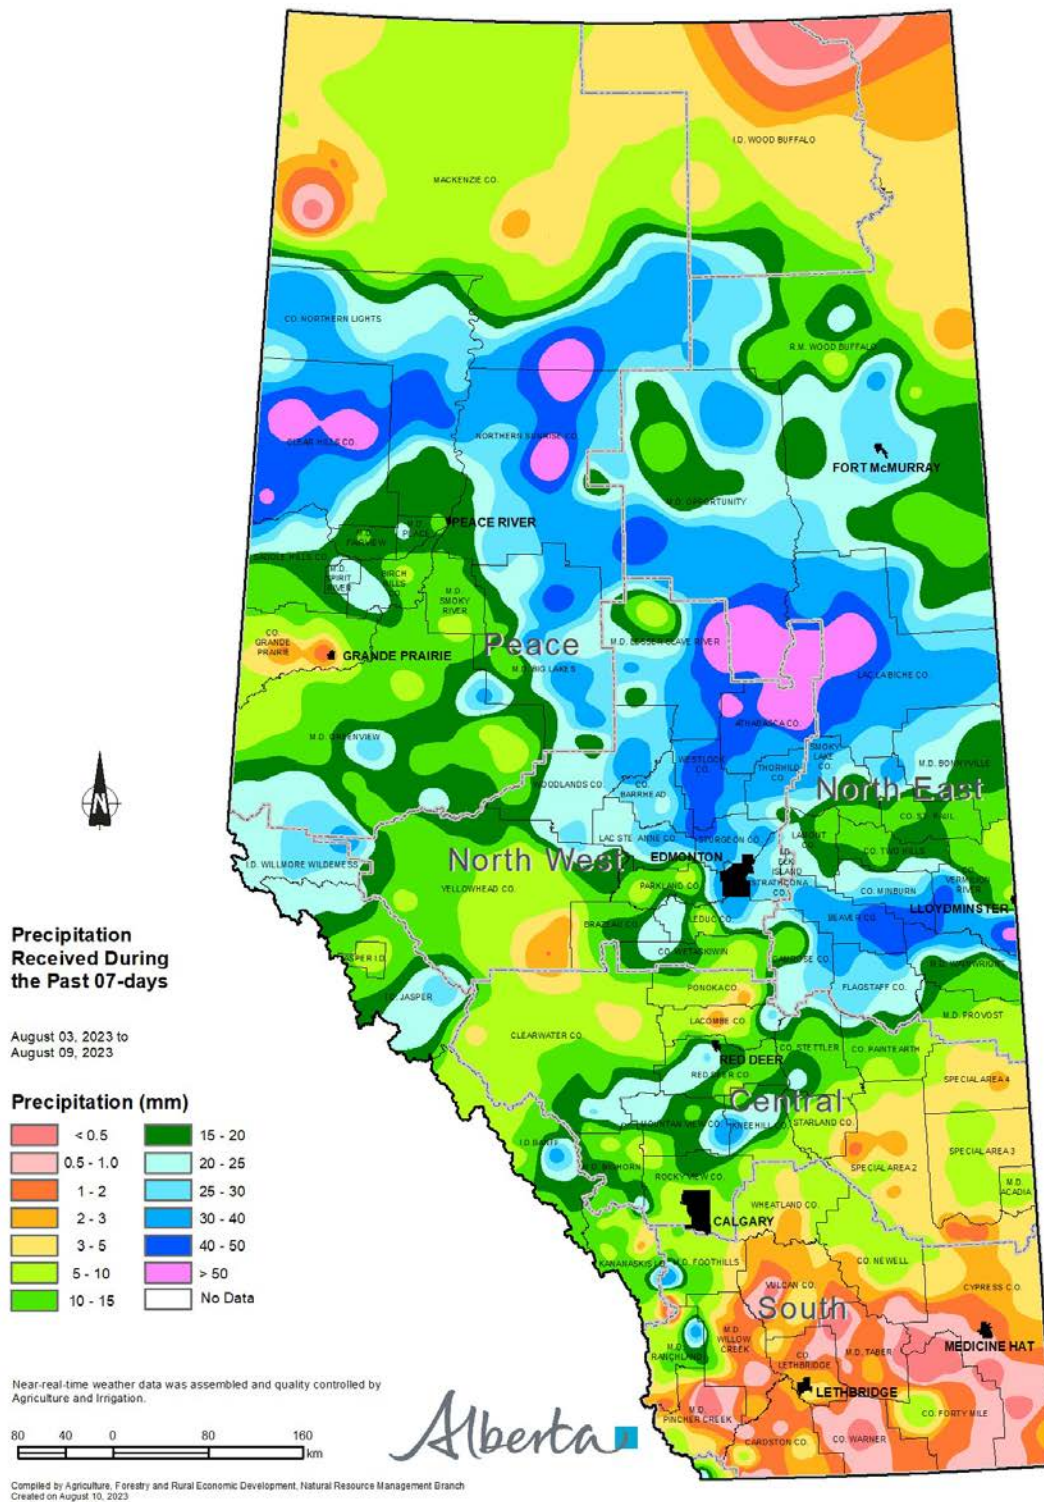 I.D. WOOD BUFFALO
MACKENZIE CO.
CO. NORTHERN LIGHTS
R.M. WOOD BUFFALO
CLEAR HILLS CO.
NORTHERN SUNRISE CO.
FORT McMURRAY
M.D. OPPORTUNITY
PEACE RIVER
M.D.
PEACE
M.D.
FAIRVIEW
SADDLE HILLS CO.
M.D.
SPIRIT
RIVER
BIRCH
HILLS
CO.
M.D.
SMOKY
RIVER
CO.
GRANDE
PRAIRIE
GRANDE PRAIRIE
Peace
M.D. BIG LAKES
M.D. LESSER SLAVE RIVER
LAC LA BICHE CO.
ATHABASCA CO.
M.D. GREENVIEW
WOODLANDS CO.
CO.
BARRHEAD
WESTLOCK
CO.
THORHILD
CO.
SMOKY
LAKE
CO.
M.D. BONNYVILLE
North East
CO. ST. PAUL
LAC STE ANNE CO.
STURGEON CO.
LAMONT
CO.
CO. TWO HILLS
I.D. WILLMORE WILDERNESS
North West
EDMONTON
I.D.
ELK
ISLAND
STRATHCONA
CO.
YELLOWHEAD CO.
PARKLAND CO.
CO. MINBURN
VERMILION
RIVER
LLOYDMINSTER
BRAZEAU CO.
LEDUC CO.
BEAVER CO.
CO. WETASKIWIN
CAMROSE CO.
M.D. WAINWRIGHT
JASPER I.D.
I.D. JASPER
PONOKA CO.
FLAGSTAFF CO.
M.D. PROVOST
CLEARWATER CO.
LACOMBE CO.
RED DEER
RED DEER CO.
CO. STETTLER
CO. PAINTEARTH
SPECIAL AREA 4
Central
MOUNTAIN VIEW CO.
KNEEHILL CO.
STARLAND CO.
I.D. BANFF
M.D. BIGHORN
ROCKY VIEW CO.
SPECIAL AREA 2
SPECIAL AREA 3
M.D.
ACADIA
WHEATLAND CO.
CALGARY
KANANASKIS I.D.
M.D. FOOTHILLS
CO. NEWELL
VULCAN CO.
CYPRESS CO.
South
M.D.
WILLOW
CREEK
M.D.
RANCHLAND
CO.
LETHBRIDGE
M.D. TABER
MEDICINE HAT
LETHBRIDGE
M.D.
PINCHER CREEK
CO. FORTY MILE
CARDSTON CO.
CO. WARNER
N
Precipitation
Received During
the Past 07-days
August 03, 2023 to
August 09, 2023
Precipitation (mm)
< 0.5
0.5 - 1.0
1 - 2
2 - 3
3 - 5
5 - 10
10 - 15
15 - 20
20 - 25
25 - 30
30 - 40
40 - 50
> 50
No Data
Near-real-time weather data was assembled and quality controlled by
Agriculture and Irrigation.
80 40 0 80 160
km
Alberta
Compiled by Agriculture, Forestry and Rural Economic Development, Natural Resource Management Branch
Created on August 10, 2023